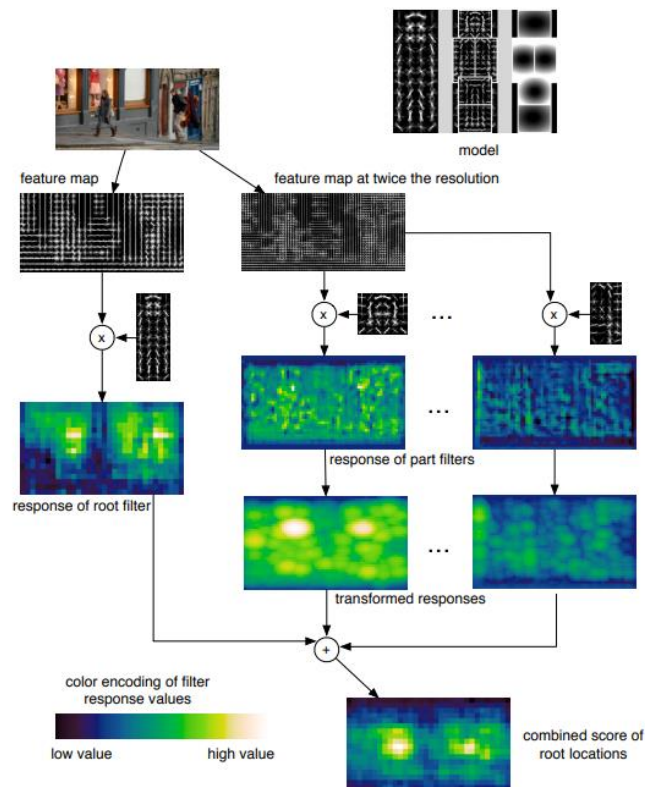 model
feature map
feature map at twice the resolution
x
x
...
x
...
response of part filters
response of root filter
...
transformed responses
+
color encoding of filter
response values
low value
high value
combined score of
root locations